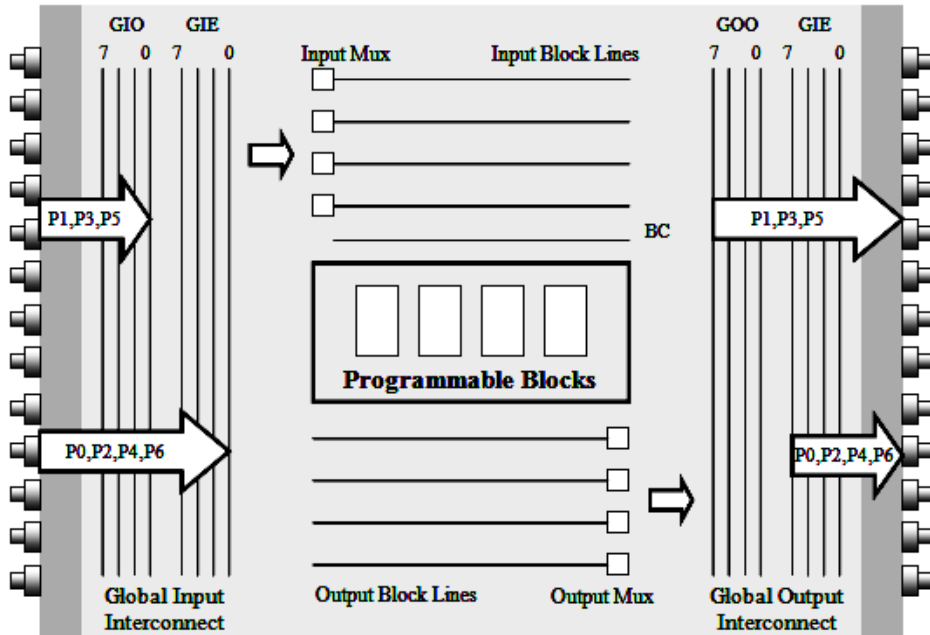 GIO GIE
7 0 7 0
Input Mux Input Block Lines
GOO GIE
7 0 7 0
P1,P3,P5
BC
P1,P3,P5
Programmable Blocks
P0,P2,P4,P6
P0,P2,P4,P6
Global Input
Interconnect
Output Block Lines
Output Mux
Global Output
Interconnect